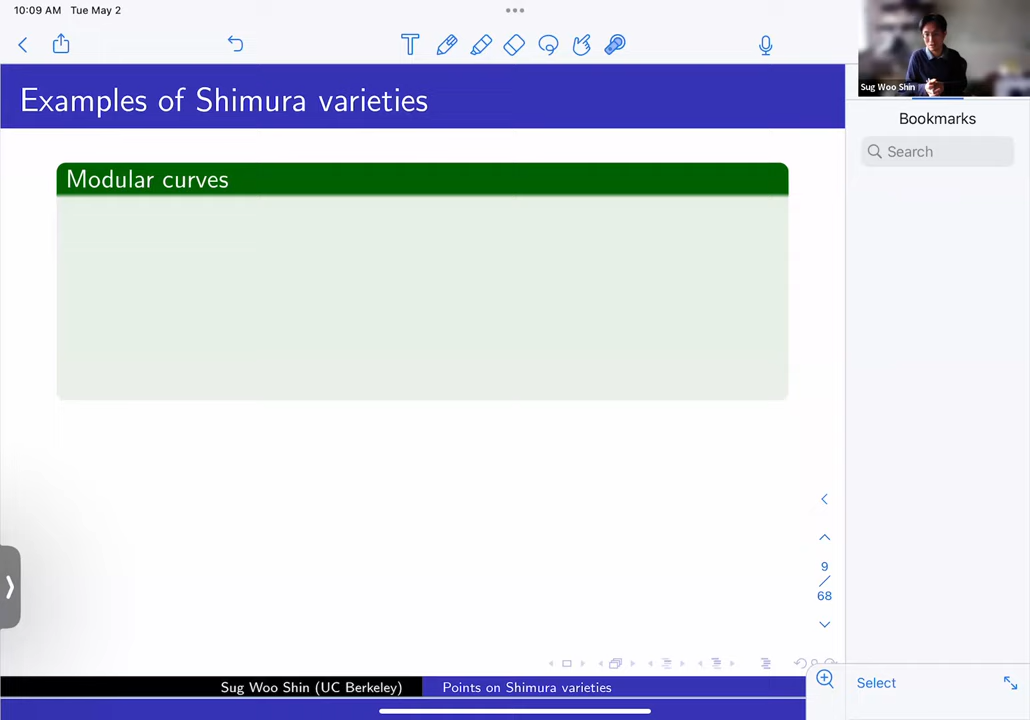 10:09 AM Tue May 2
Sug Woo Shin
Examples of Shimura varieties
Bookmarks
Search
Modular curves
9
68
Sug Woo Shin (UC Berkeley)
Points on Shimura varieties
Select